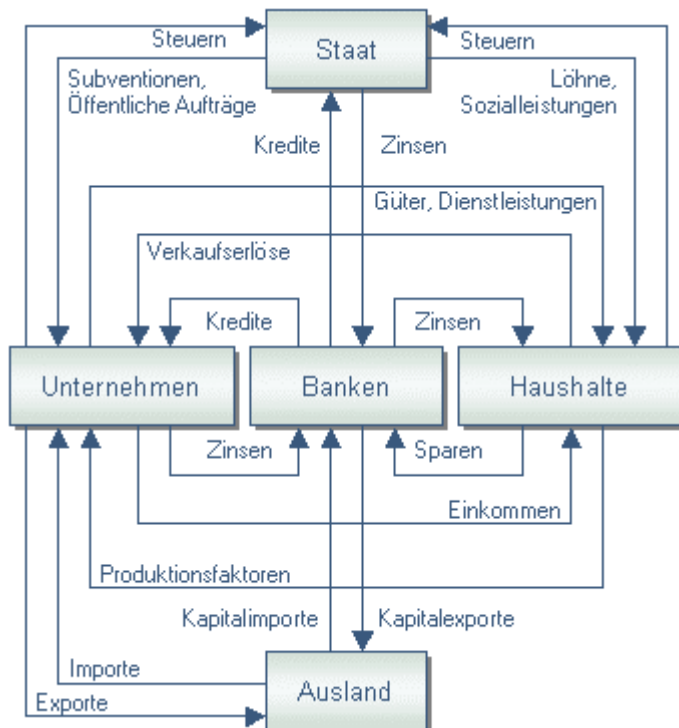 Steuern
Staat
Steuern
Subventionen,
Öffentliche Aufträge
Löhne,
Sozialleistungen
Kredite
Zinsen
Güter, Dienstleistungen
Verkaufserlöse
Kredite
Zinsen
Unternehmen
Banken
Haushalte
Zinsen
Sparen
Einkommen
Produktionsfaktoren
Kapitalimporte
Kapitalexporte
Importe
Ausland
Exporte